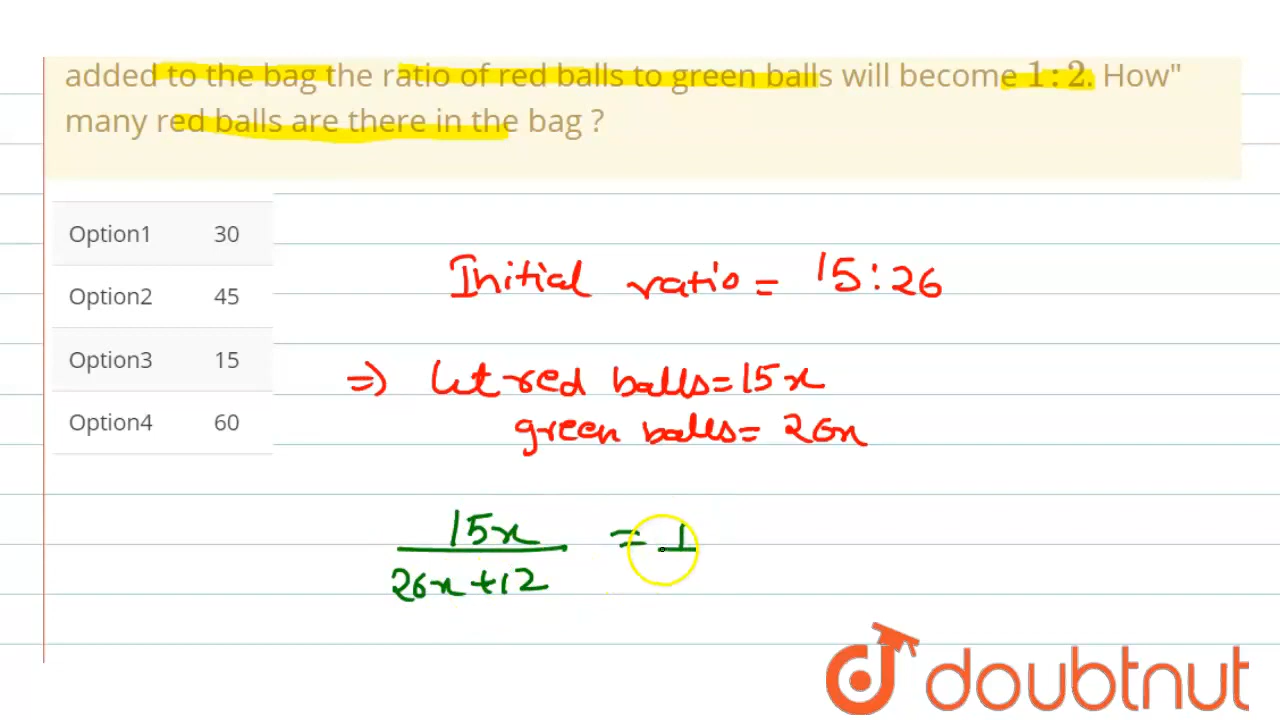 added to the bag the ratio of red balls to green balls will become 1 : 2. How"
many red balls are there in the bag ?
Option1 30
Option2 45
Option3 15
Option4 60
Initial ratio = 15:26
⇒ let red balls = 15x
green balls = 26x
15x = 1
26x + 12
doubtnut